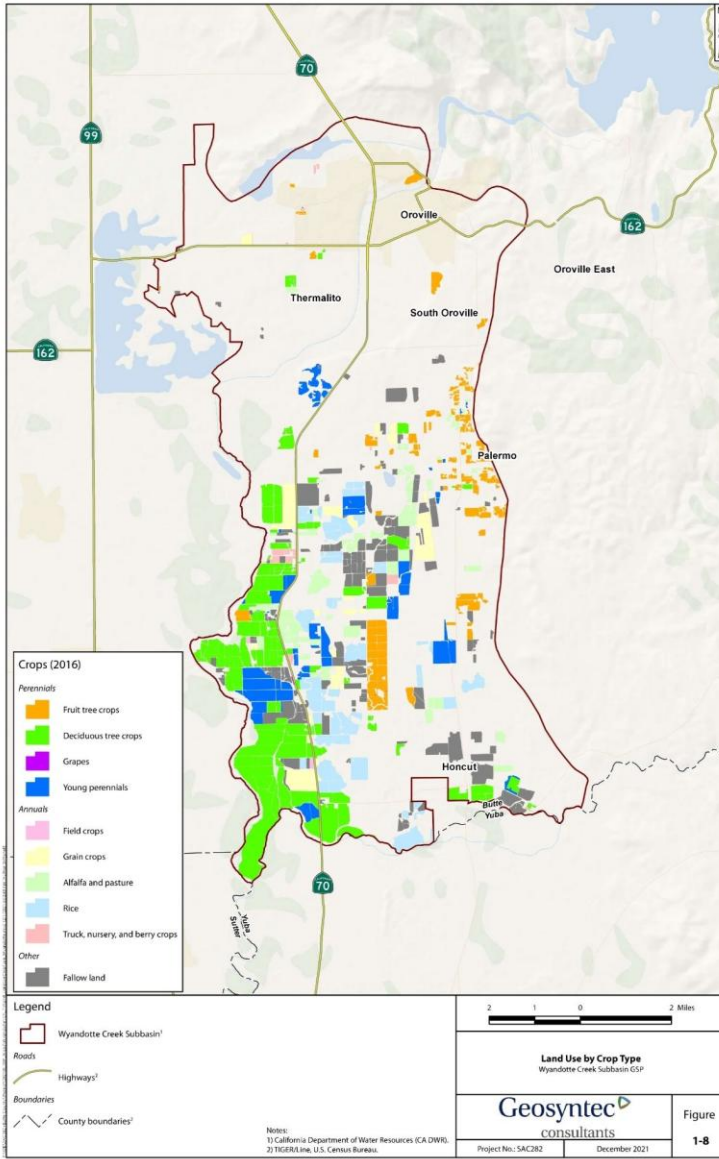 70
99
Oroville
162
Oroville East
Thermalito
South Oroville
162
Palermo
Honcut
Butte
Yuba
70
Yuba
Sutter
Crops (2016)
Perennials
Fruit tree crops
Deciduous tree crops
Grapes
Young perennials
Annuals
Field crops
Grain crops
Alfalfa and pasture
Rice
Truck, nursery, and berry crops
Other
Fallow land
Legend
Wyandotte Creek Subbasin¹
Roads
Highways²
Boundaries
County boundaries²
Notes:
1) California Department of Water Resources (CA DWR).
2) TIGER/Line, U.S. Census Bureau.
2 1 0 2 Miles
Land Use by Crop Type
Wyandotte Creek Subbasin GSP
Geosyntec
consultants
Figure
1-8
Project No.: SAC282 December 2021